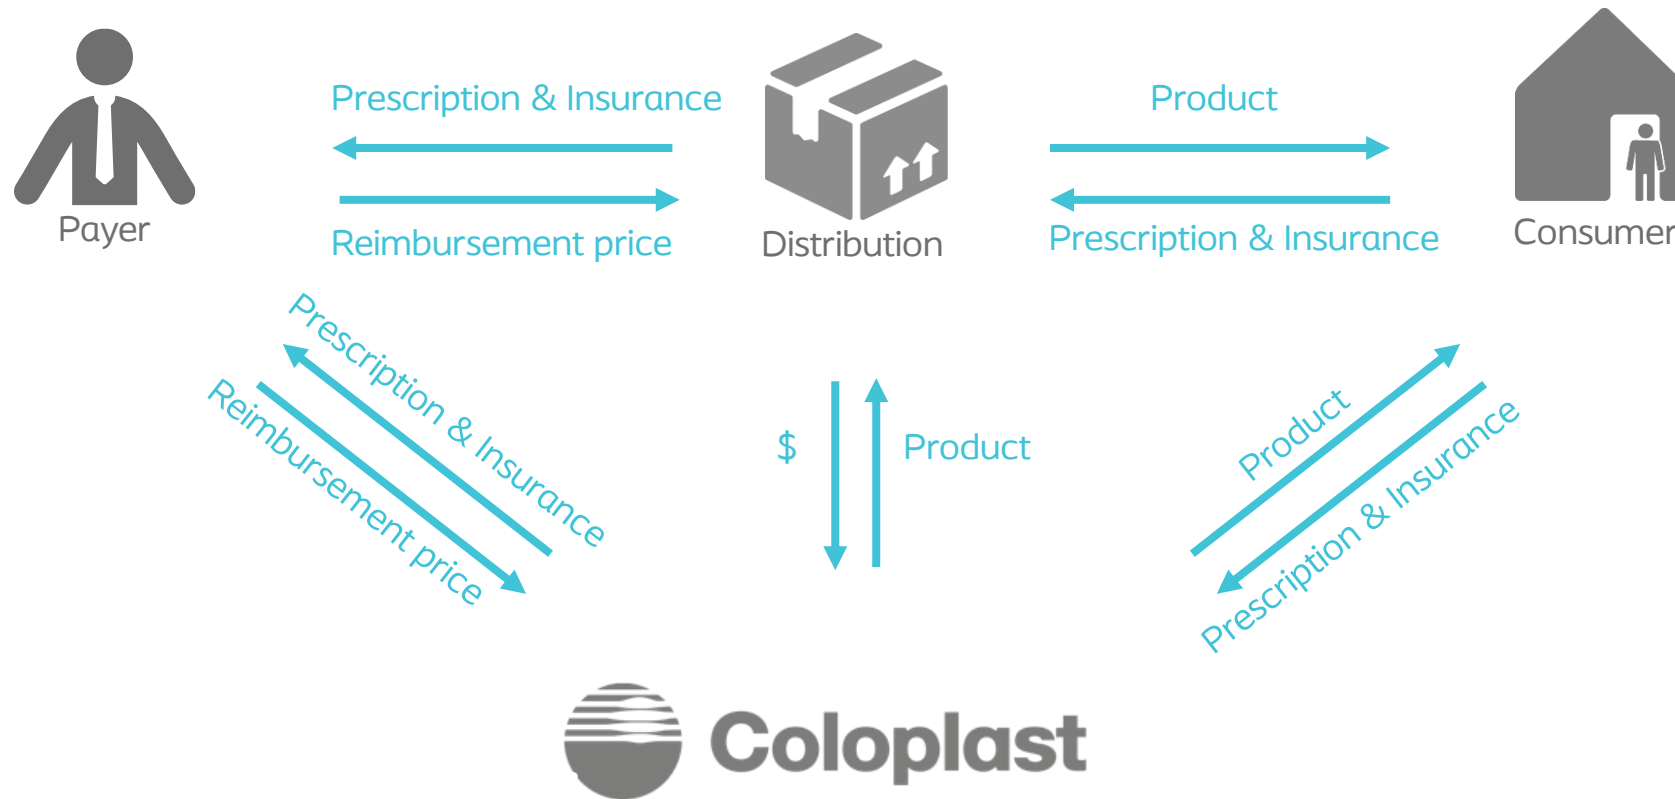 Prescription & Insurance
Product
Payer
Reimbursement price
Distribution
Prescription & Insurance
Consumer
Prescription & Insurance
Reimbursement price
$
Product
Product
Prescription & Insurance
Coloplast